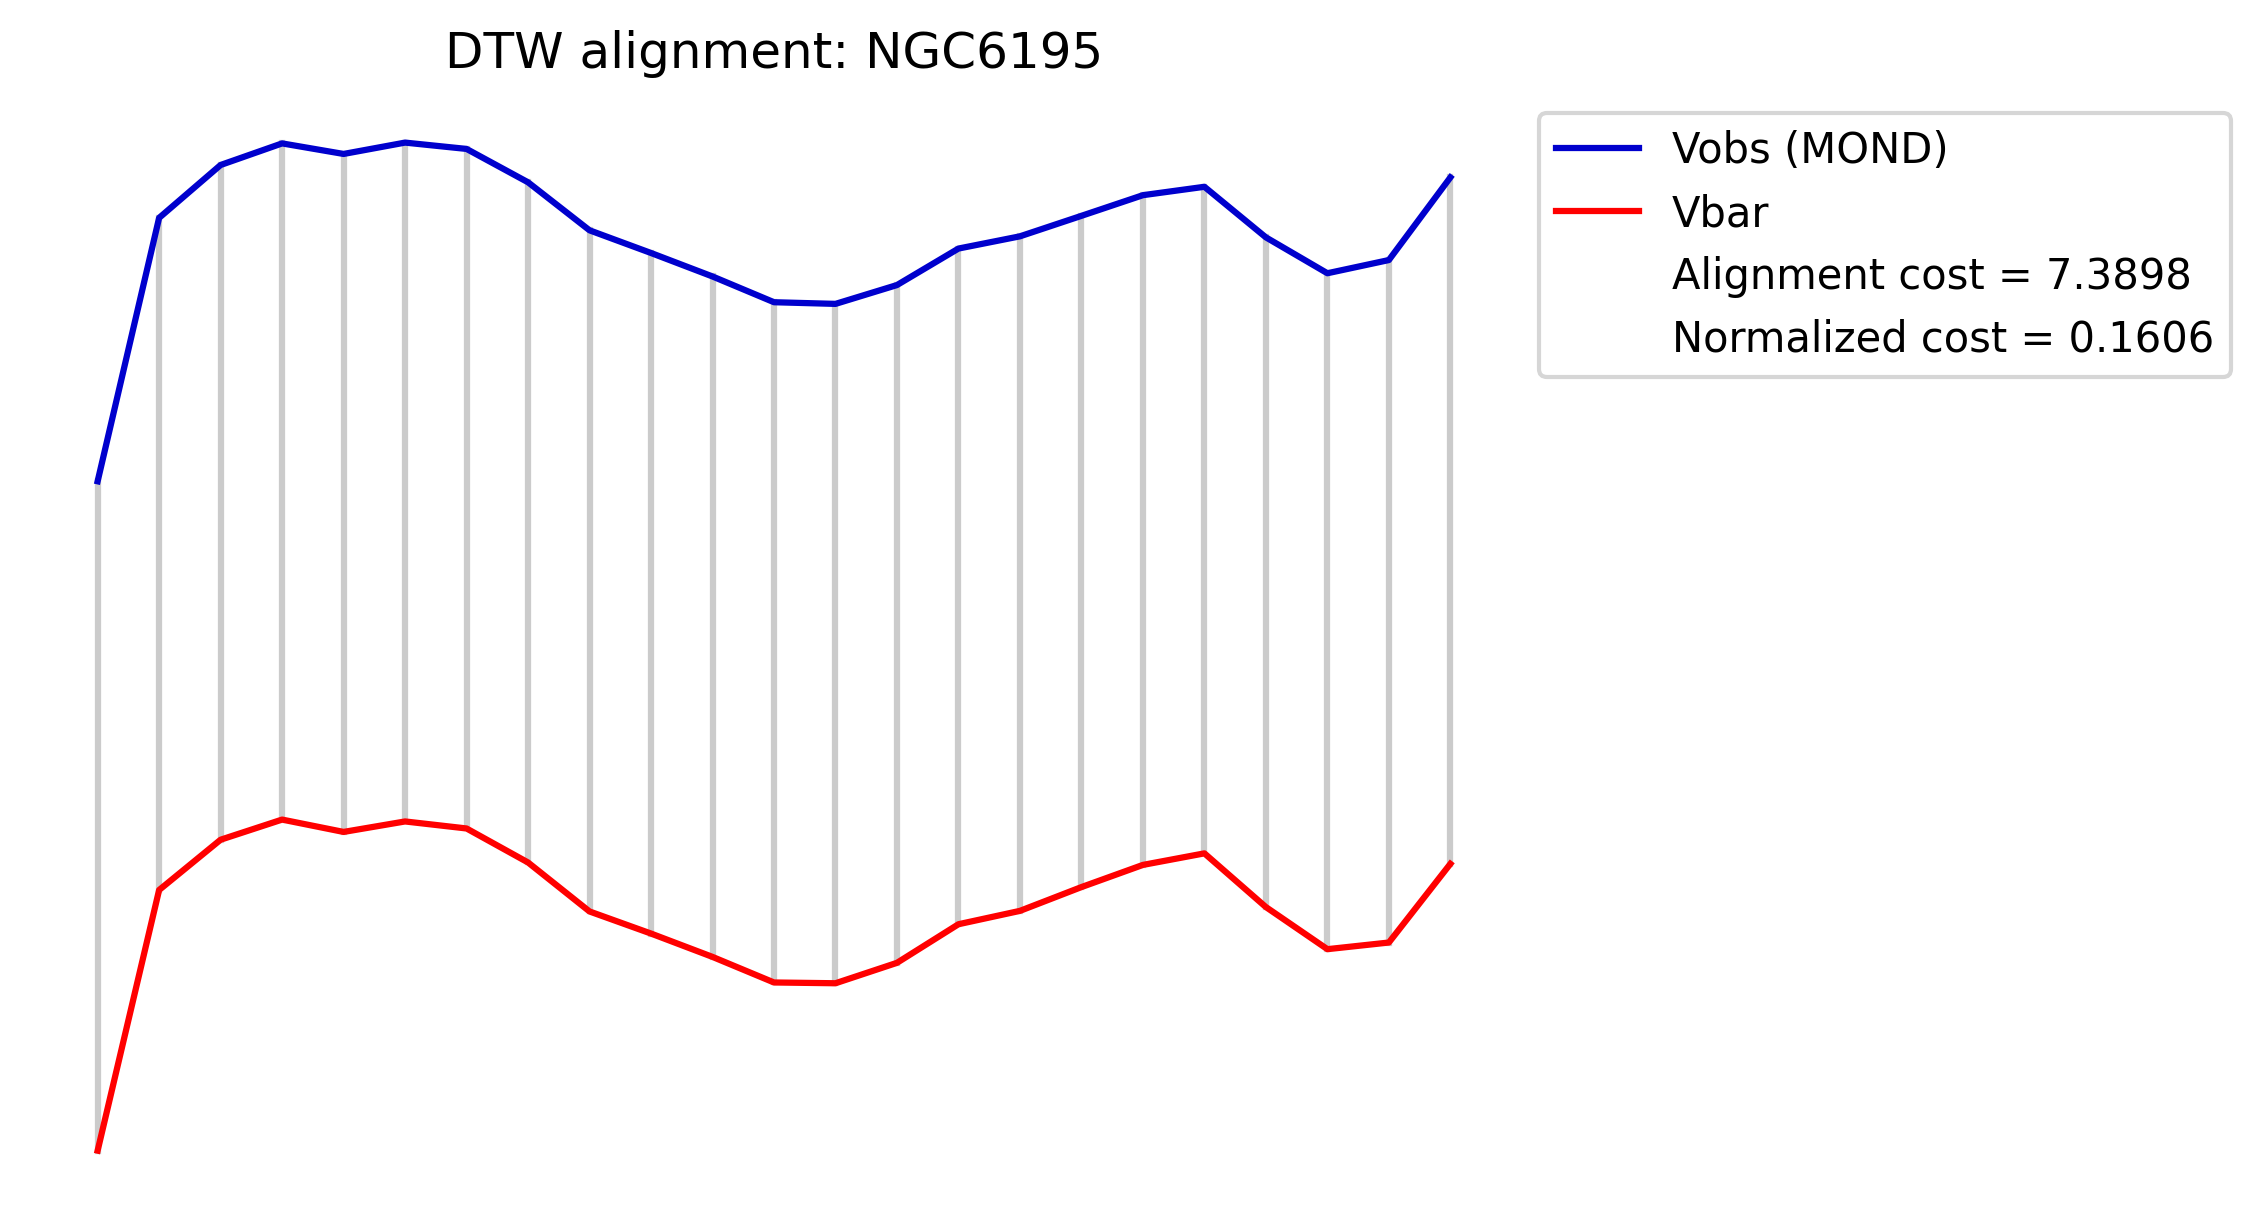 DTW alignment: NGC6195
Vobs (MOND)
Vbar
Alignment cost = 7.3898
Normalized cost = 0.1606